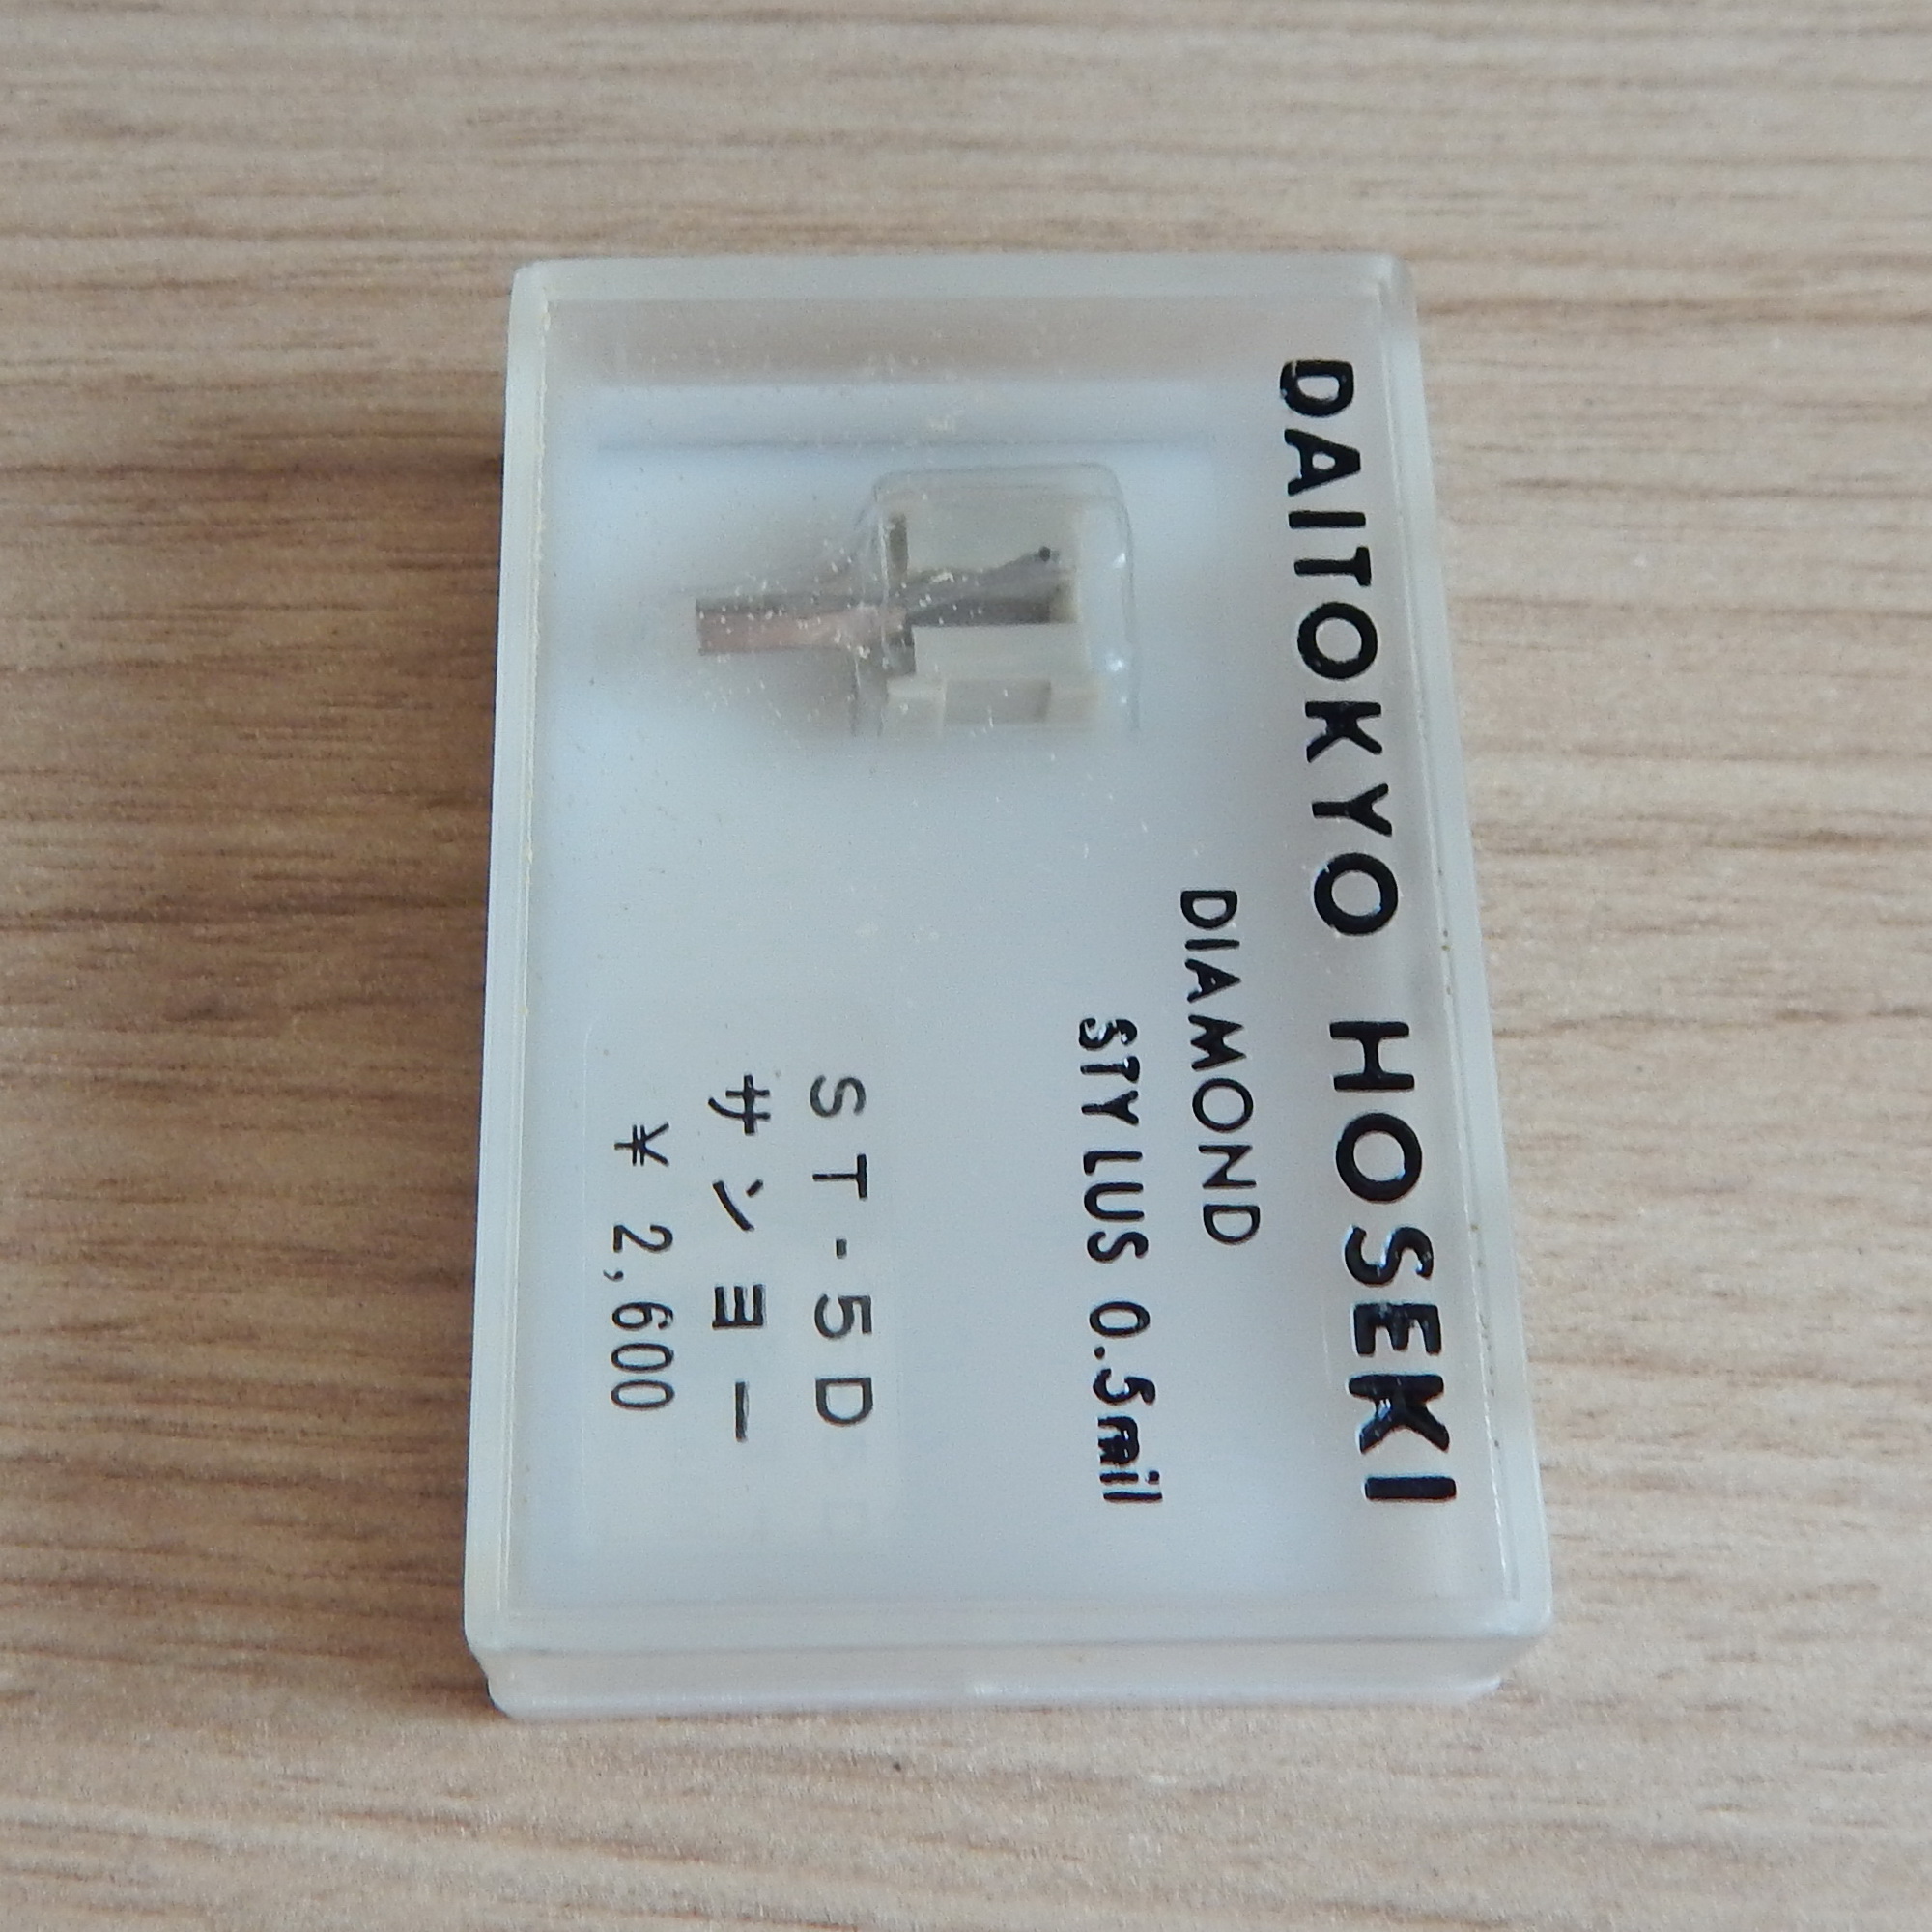 DAITOKYO HOSEKI
DIAMOND
STYLUS 0.5mil
ST-5D
サンヨー
¥2,600